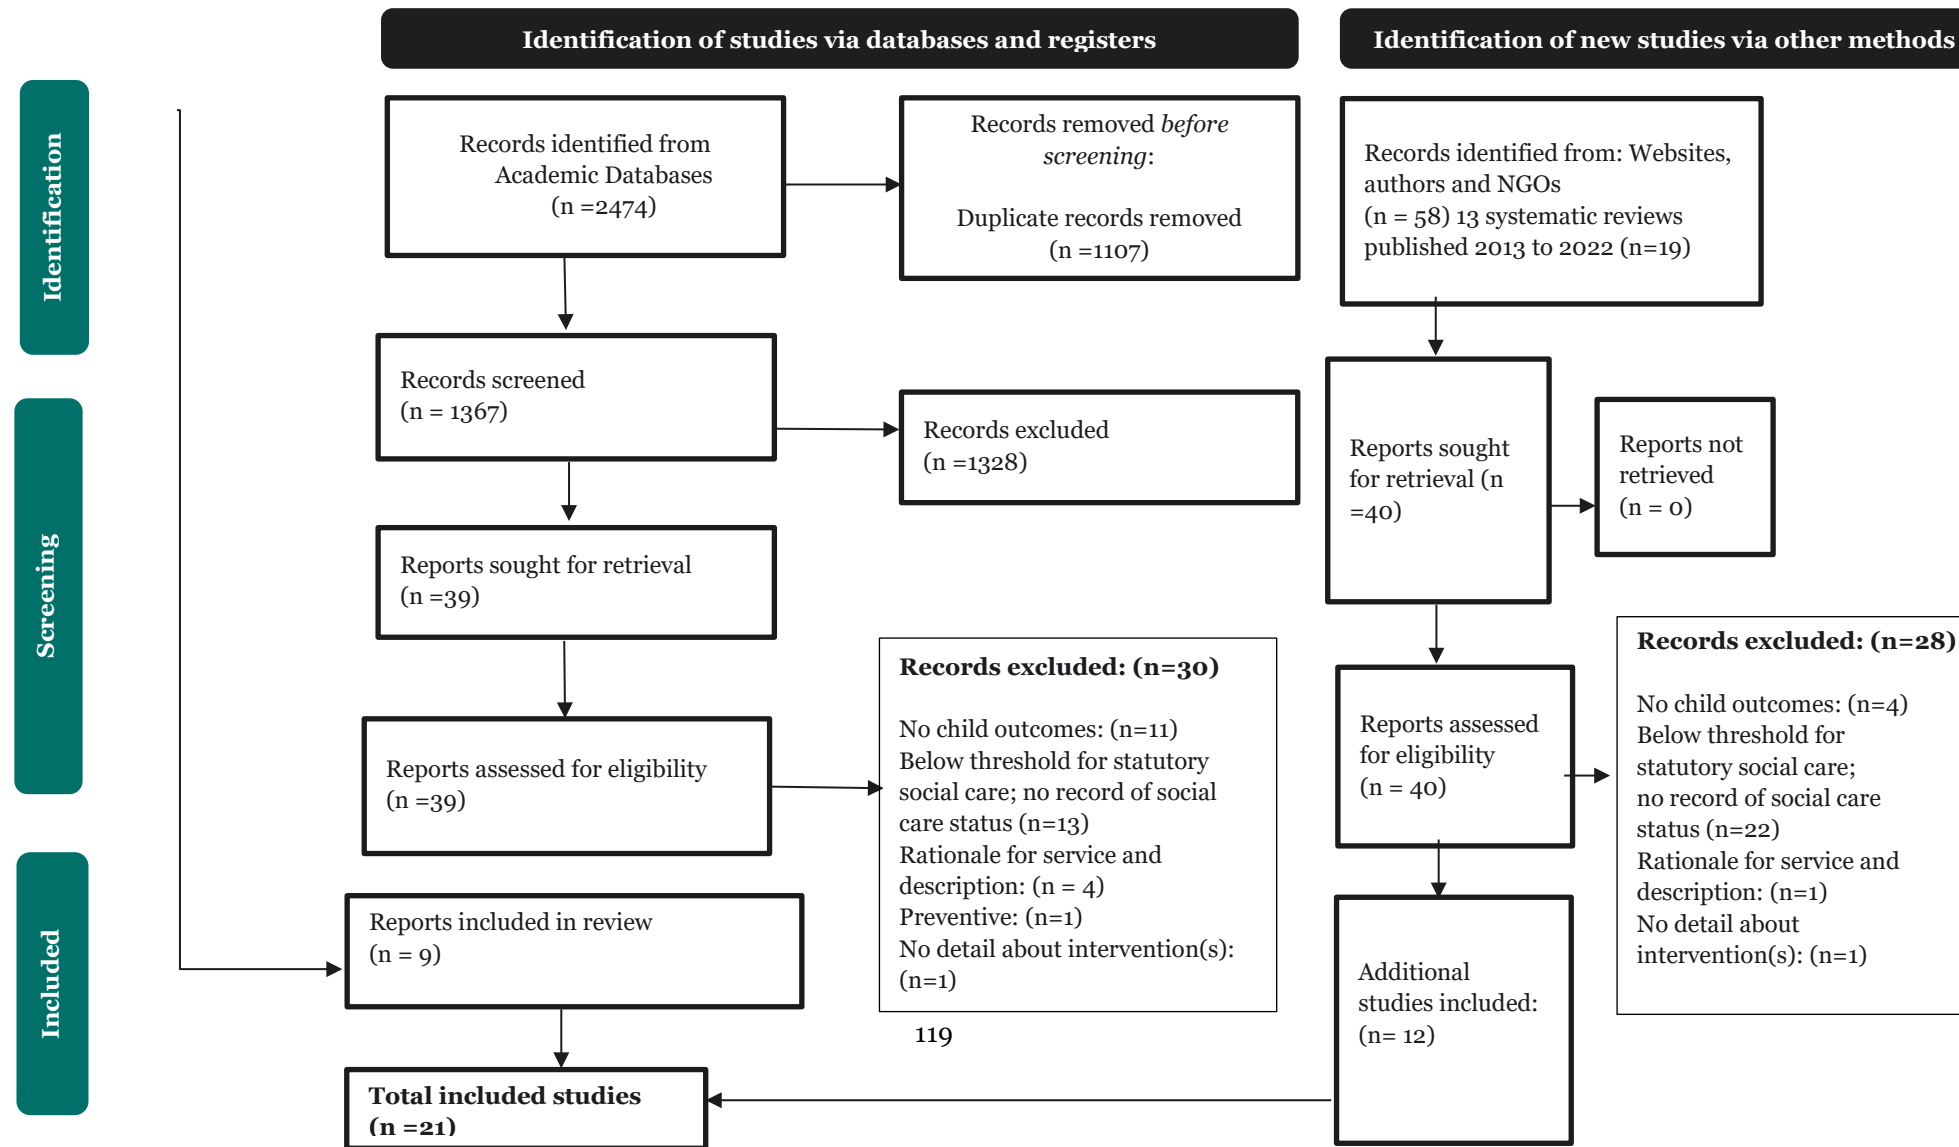 Identification of studies via databases and registers
Identification of new studies via other methods
Identification
Records identified from
Academic Databases
(n =2474)
Records removed before
screening:
Duplicate records removed
(n =1107)
Records identified from: Websites,
authors and NGOs
(n = 58) 13 systematic reviews
published 2013 to 2022 (n=19)
Screening
Records screened
(n = 1367)
Records excluded
(n =1328)
Reports sought
for retrieval (n
=40)
Reports not
retrieved
(n = 0)
Reports sought for retrieval
(n =39)
Reports assessed for eligibility
(n =39)
Records excluded: (n=30)
No child outcomes: (n=11)
Below threshold for statutory
social care; no record of social
care status (n=13)
Rationale for service and
description: (n = 4)
Preventive: (n=1)
No detail about intervention(s):
(n=1)
Reports assessed
for eligibility
(n = 40)
Records excluded: (n=28)
No child outcomes: (n=4)
Below threshold for
statutory social care;
no record of social care
status (n=22)
Rationale for service and
description: (n=1)
No detail about
intervention(s): (n=1)
Included
Reports included in review
(n = 9)
Additional
studies included:
(n= 12)
119
Total included studies
(n =21)